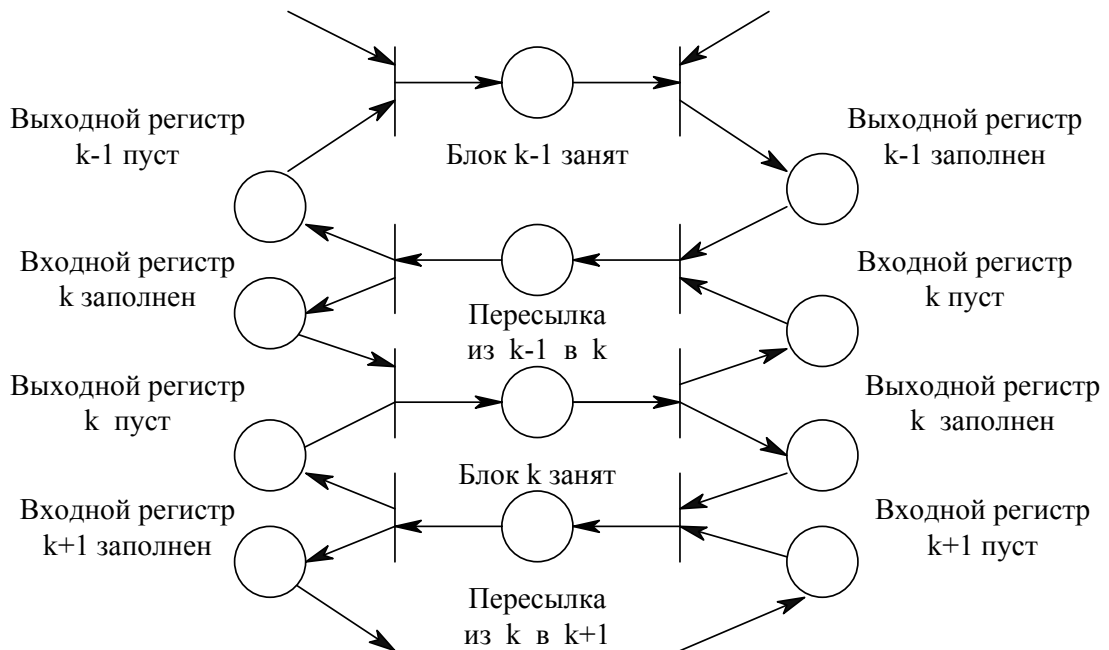 Выходной регистр
k-1 пуст
Блок k-1 занят
Выходной регистр
k-1 заполнен
Входной регистр
k заполнен
Пересылка
из k-1 в k
Входной регистр
k пуст
Выходной регистр
k пуст
Блок k занят
Выходной регистр
k заполнен
Входной регистр
k+1 заполнен
Пересылка
из k в k+1
Входной регистр
k+1 пуст